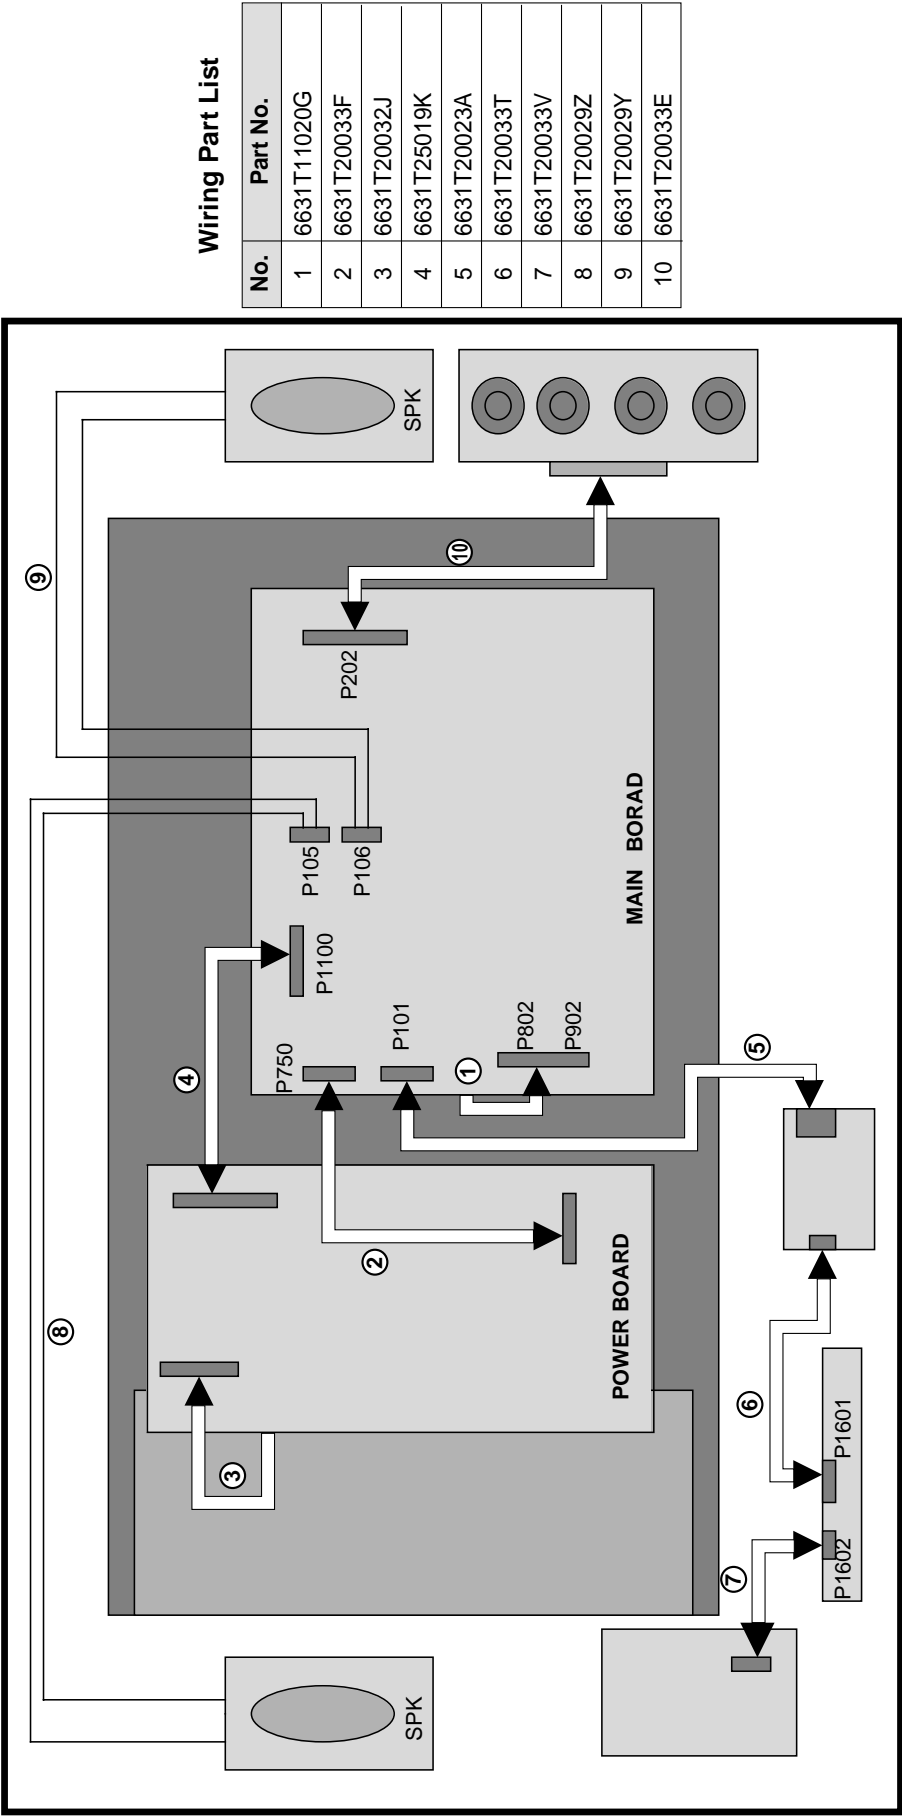 Wiring Part List
No. Part No.
1 6631T11020G
2 6631T20033F
3 6631T20032J
4 6631T25019K
5 6631T20023A
6 6631T20033T
7 6631T20033V
8 6631T20029Z
9 6631T20029Y
10 6631T20033E
SPK
SPK
8
9
4
10
3
2
1
5
6
7
P750
P1100
P105
P106
P202
P101
P802
P902
POWER BOARD
MAIN BORAD
P1602
P1601